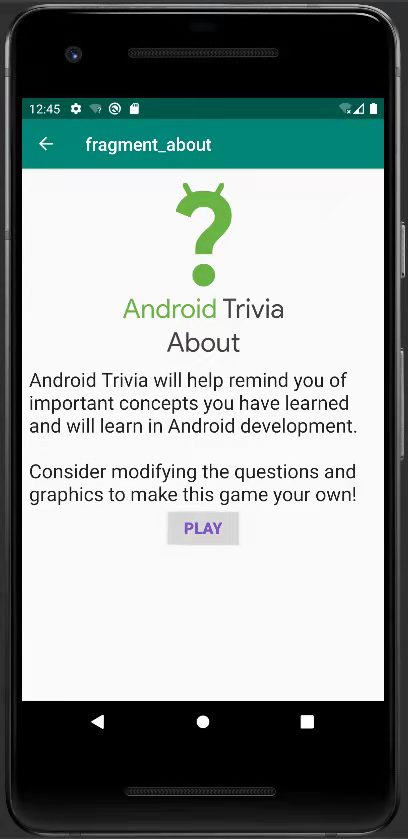 12:45
fragment_about
Android Trivia
About
Android Trivia will help remind you of
important concepts you have learned
and will learn in Android development.
Consider modifying the questions and
graphics to make this game your own!
PLAY